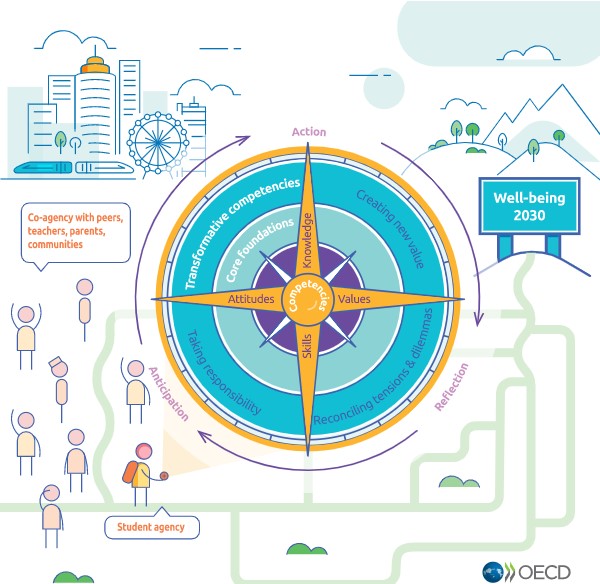 Action
Transformative competencies
Creating new value
Core foundations
Knowledge
Attitudes
Competencies
Values
Skills
Taking responsibility
Reconciling tensions & dilemmas
Anticipation
Reflection
Well-being
2030
Co-agency with peers,
teachers, parents,
communities
Student agency
OECD